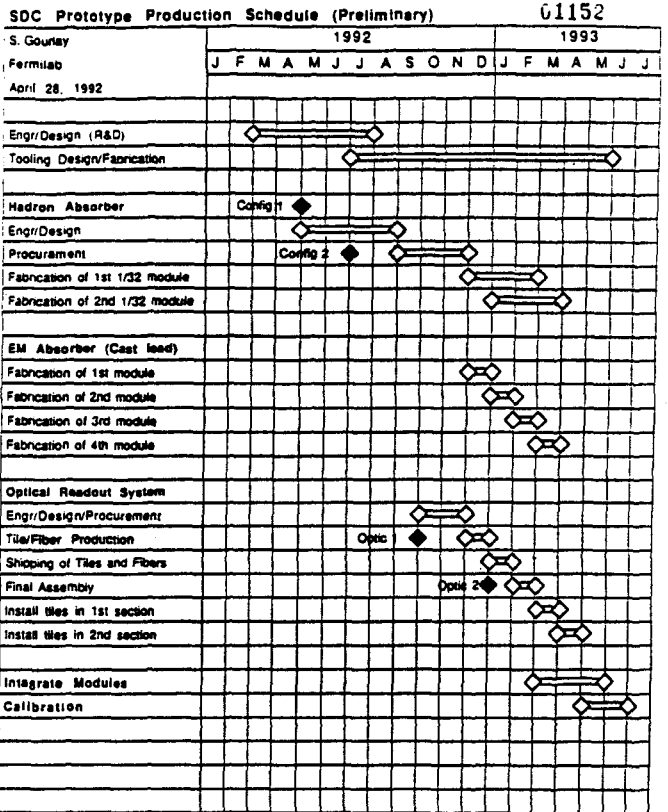 SDC Prototype Production Schedule (Preliminary) 01152
S. Gourlay 1992 1993
Fermilab J F M A M J J A S O N D J F M A M J J
April 28, 1992
Engr/Design (R&D)
Tooling Design/Fabrication
Hadron Absorber Config 1
Engr/Design
Procurament Config 2
Fabrication of 1st 1/32 module
Fabrication of 2nd 1/32 module
EM Absorber (Cast lead)
Fabrication of 1st module
Fabrication of 2nd module
Fabrication of 3rd module
Fabrication of 4th module
Optical Readout System
Engr/Design/Procurement
Tile/Fiber Production Optic 1
Shipping of Tiles and Fibers
Final Assembly Optic 2
Install tiles in 1st section
Install tiles in 2nd section
Integrate Modules
Calibration